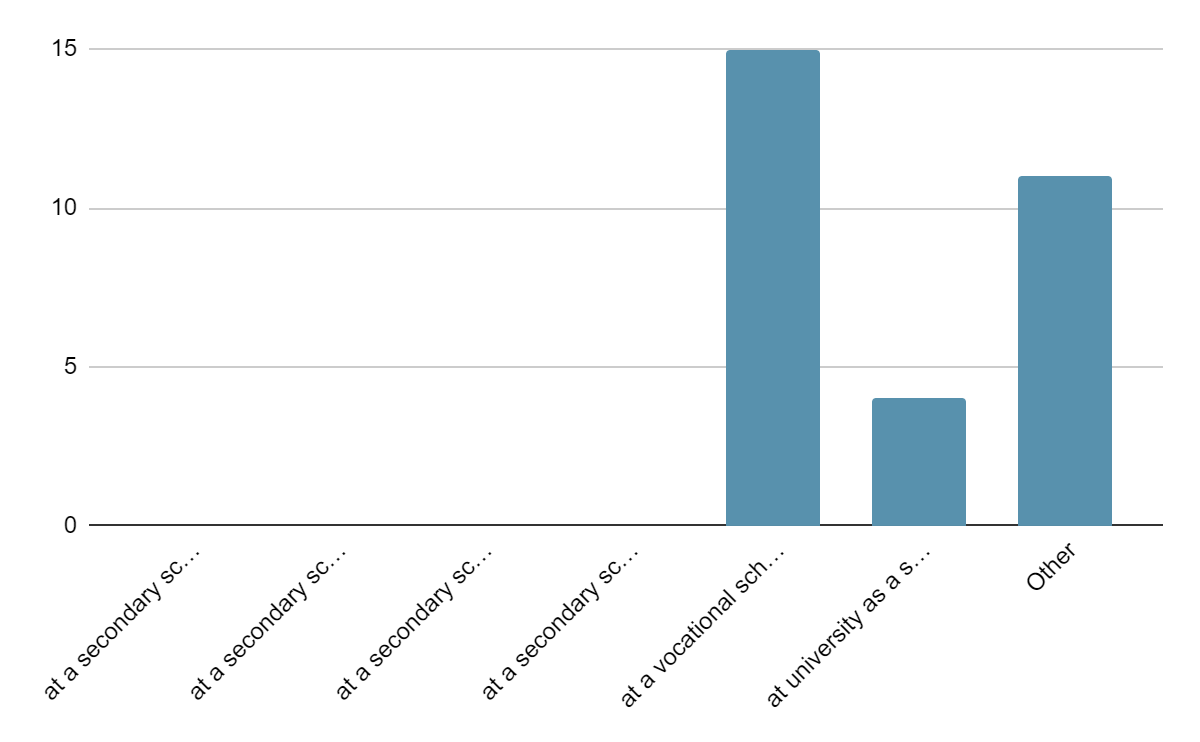 15
10
5
0
at a secondary sc...
at a secondary sc...
at a secondary sc...
at a secondary sc...
at a vocational sch...
at university as a s...
Other